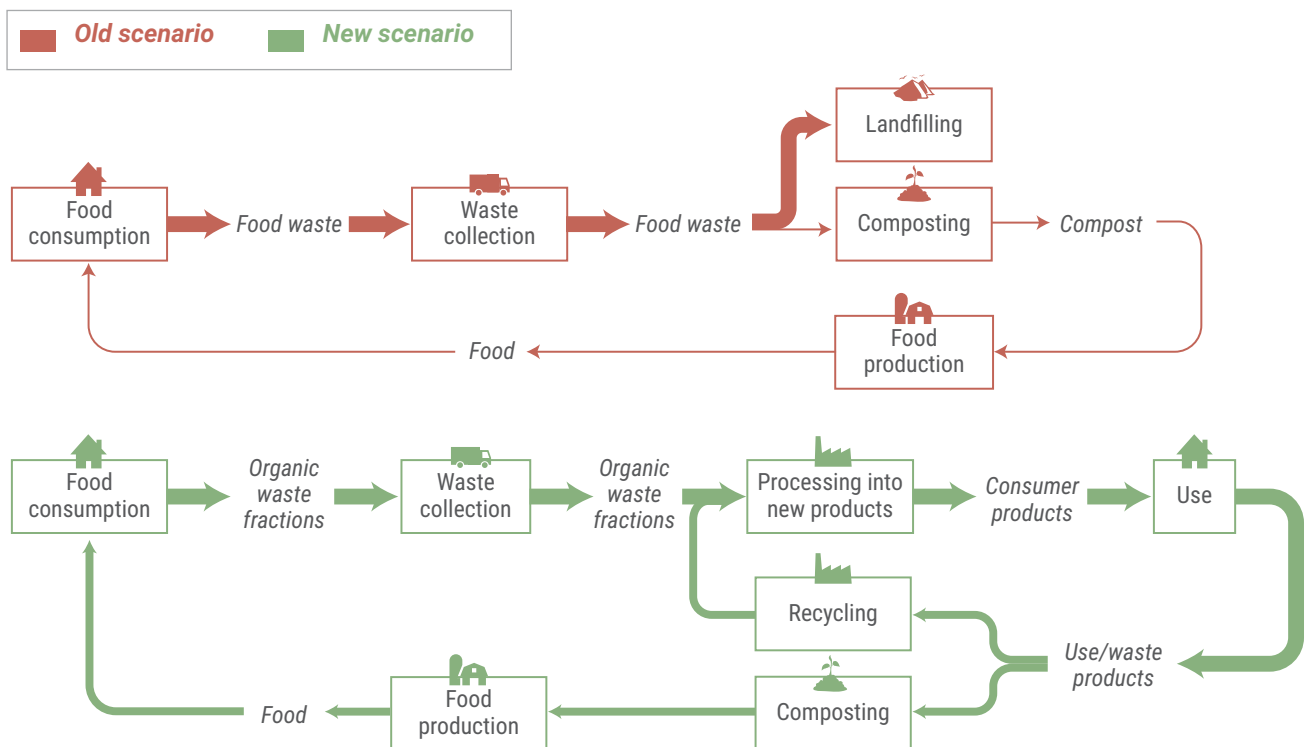 Old scenario
New scenario
Landfilling
Food
consumption
Food waste
Waste
collection
Food waste
Composting
Compost
Food
production
Food
Food
consumption
Organic
waste
fractions
Waste
collection
Organic
waste
fractions
Processing into
new products
Consumer
products
Use
Recycling
Use/waste
products
Composting
Food
production
Food